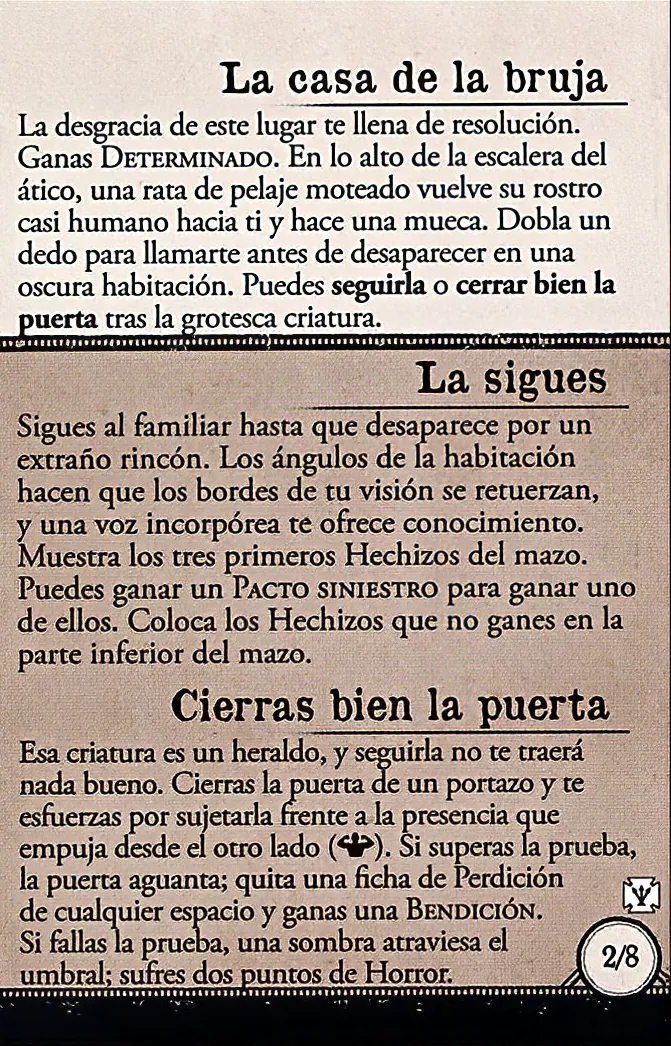 La casa de la bruja
La desgracia de este lugar te llena de resolución.
Ganas DETERMINADO. En lo alto de la escalera del
ático, una rata de pelaje moteado vuelve su rostro
casi humano hacia ti y hace una mueca. Dobla un
dedo para llamarte antes de desaparecer en una
oscura habitación. Puedes seguirla o cerrar bien la
puerta tras la grotesca criatura.
La sigues
Sigues al familiar hasta que desaparece por un
extraño rincón. Los ángulos de la habitación
hacen que los bordes de tu visión se retuerzan,
y una voz incorpórea te ofrece conocimiento.
Muestra los tres primeros Hechizos del mazo.
Puedes ganar un PACTO SINIESTRO para ganar uno
de ellos. Coloca los Hechizos que no ganes en la
parte inferior del mazo.
Cierras bien la puerta
Esa criatura es un heraldo, y seguirla no te traerá
nada bueno. Cierras la puerta de un portazo y te
esfuerzas por sujetarla frente a la presencia que
empuja desde el otro lado (). Si superas la prueba,
la puerta aguanta; quita una ficha de Perdición
de cualquier espacio y ganas una BENDICIÓN.
Si fallas la prueba, una sombra atraviesa el
umbral; sufres dos puntos de Horror.
2/8